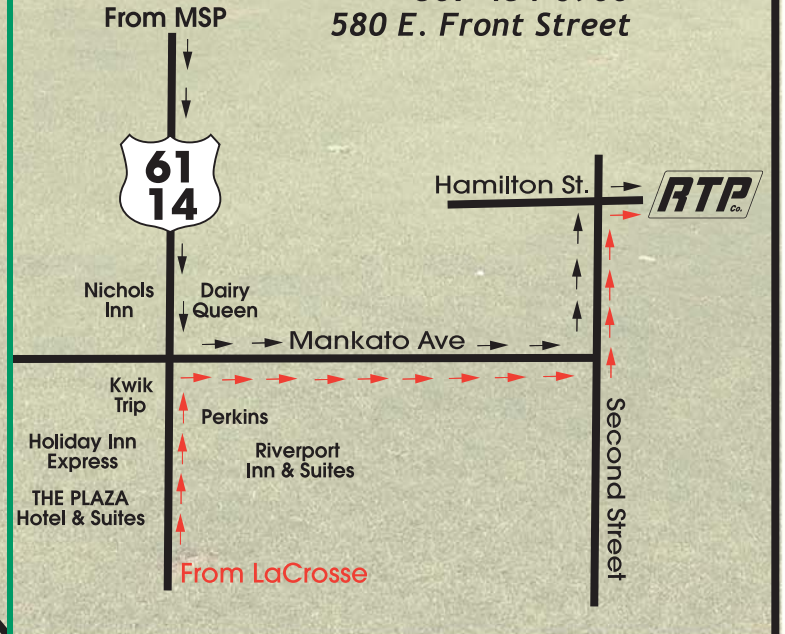 580 E. Front Street
From MSP
61
14
Hamilton St.
RTP
Co.
Nichols
Inn
Dairy
Queen
Mankato Ave
Kwik
Trip
Perkins
Holiday Inn
Express
Riverport
Inn & Suites
THE PLAZA
Hotel & Suites
Second Street
From LaCrosse